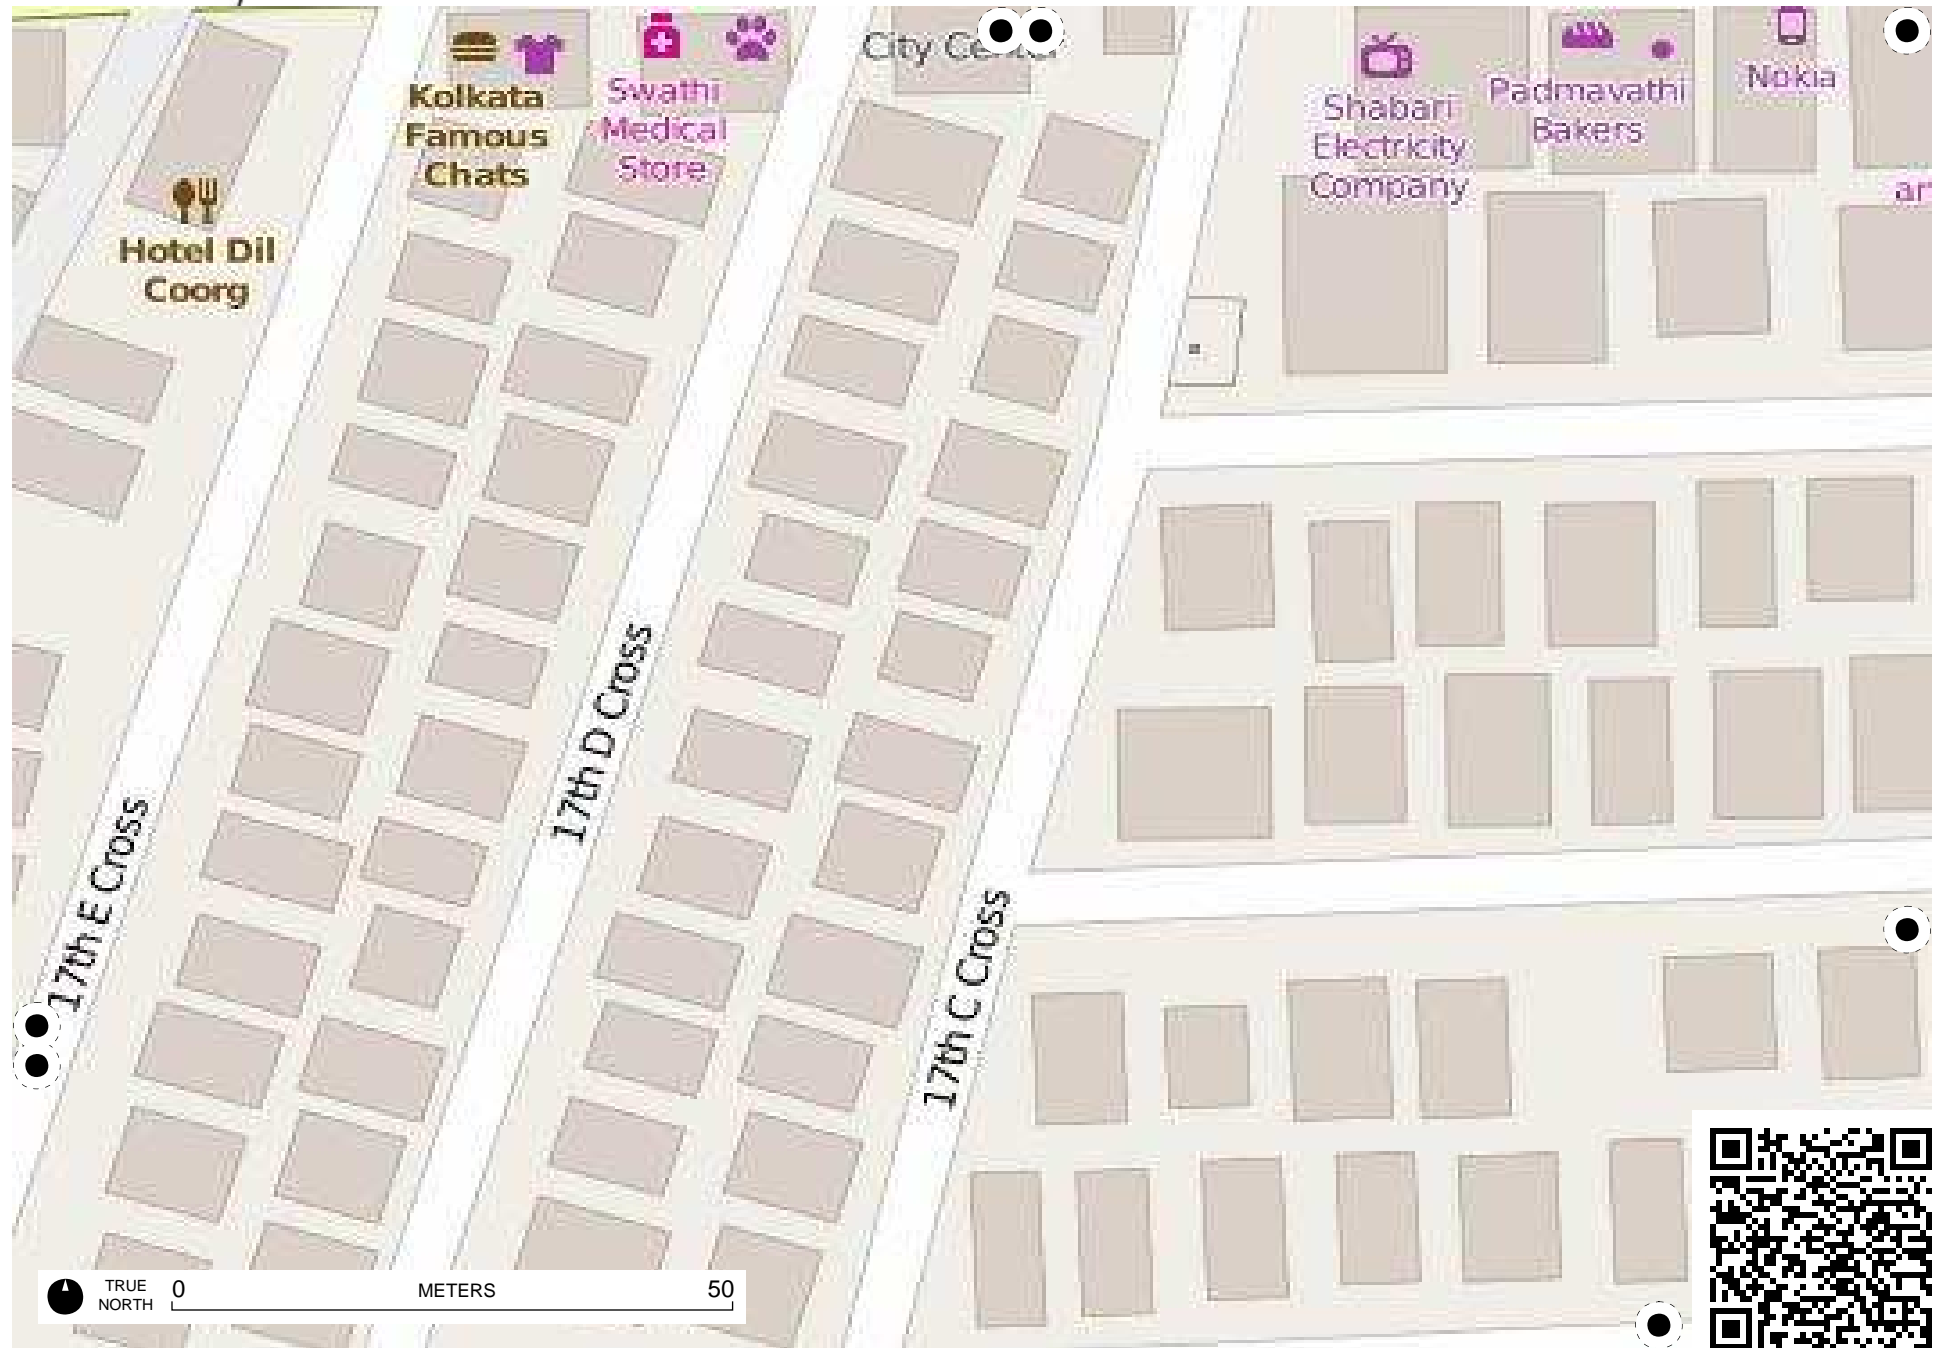 City Center
Kolkata
Famous
Chats
Swathi
Medical
Store
Shabari
Electricity
Company
Padmavathi
Bakers
Nokia
Hotel Dil
Coorg
17th D Cross
17th E Cross
17th C Cross
TRUE
NORTH
0 METERS 50